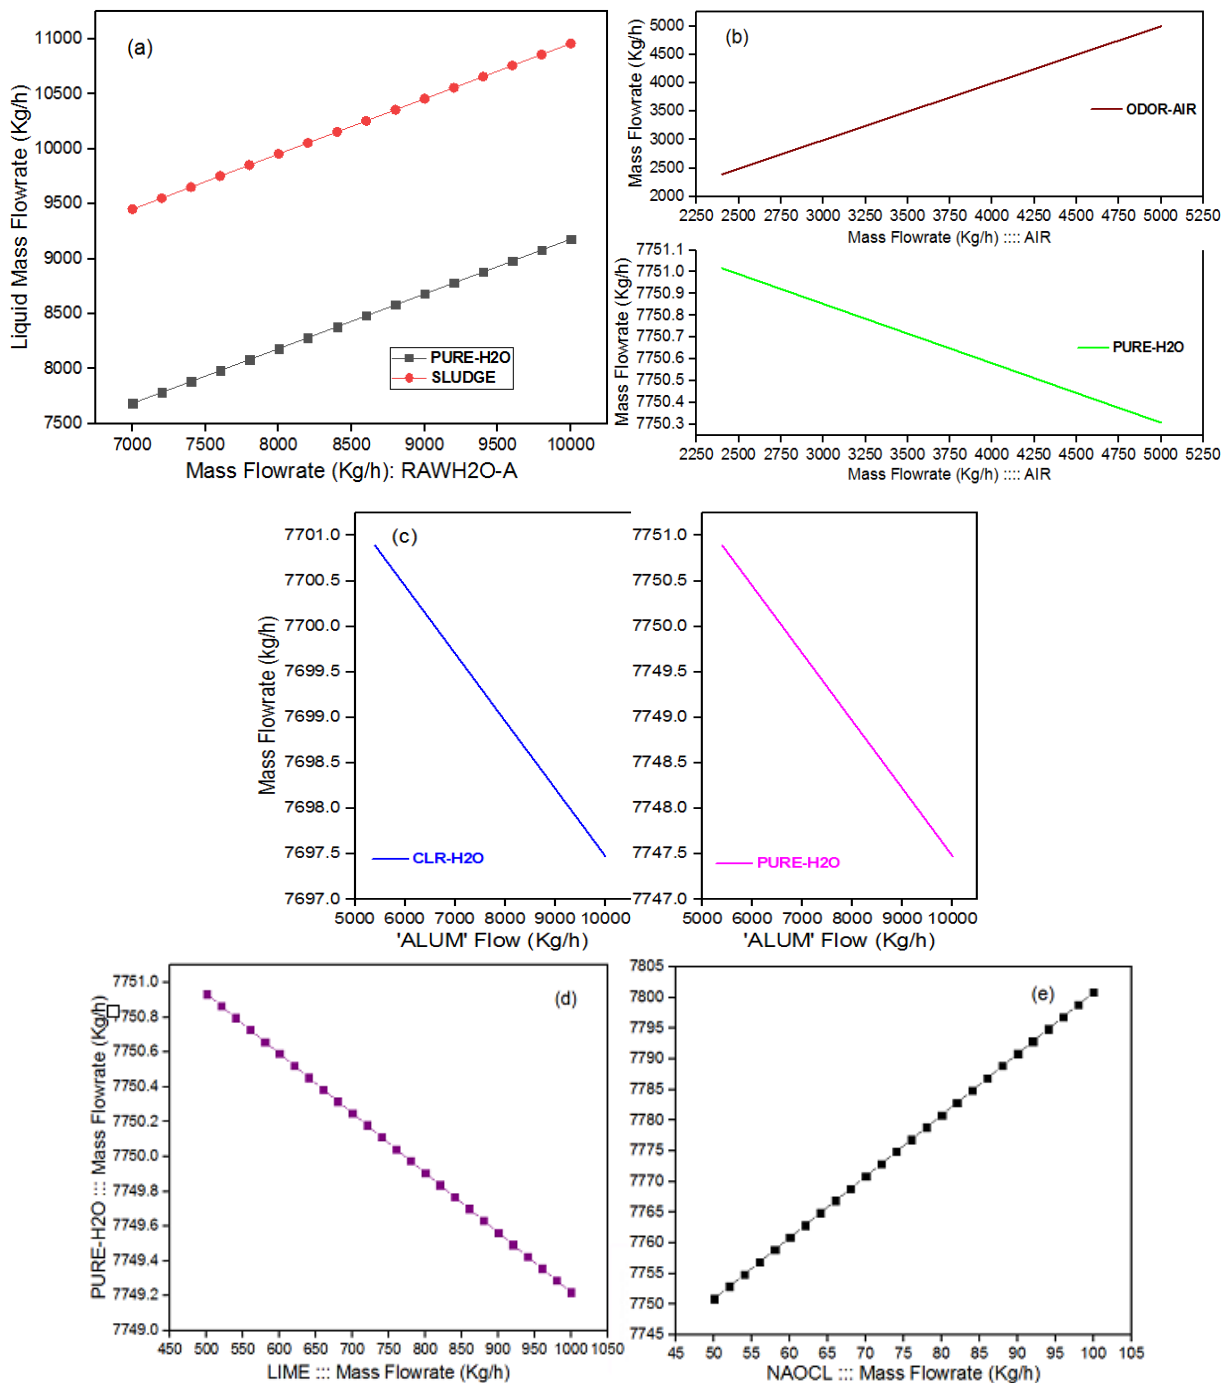 (a)
11000
10500
10000
9500
9000
8500
8000
7500
Liquid Mass Flowrate (Kg/h)
PURE-H2O
SLUDGE
7000 7500 8000 8500 9000 9500 10000
Mass Flowrate (Kg/h): RAWH2O-A
(b)
5000
4500
4000
3500
3000
2500
2000
Mass Flowrate (Kg/h)
ODOR-AIR
2250 2500 2750 3000 3250 3500 3750 4000 4250 4500 4750 5000 5250
Mass Flowrate (Kg/h) :::: AIR
7751.1
7751.0
7750.9
7750.8
7750.7
7750.6
7750.5
7750.4
7750.3
Mass Flowrate (Kg/h)
PURE-H2O
2250 2500 2750 3000 3250 3500 3750 4000 4250 4500 4750 5000 5250
Mass Flowrate (Kg/h) :::: AIR
(c)
7701.0
7700.5
7700.0
7699.5
7699.0
7698.5
7698.0
7697.5
7697.0
Mass Flowrate (kg/h)
CLR-H2O
5000 6000 7000 8000 9000 10000
'ALUM' Flow (Kg/h)
7751.0
7750.5
7750.0
7749.5
7749.0
7748.5
7748.0
7747.5
7747.0
PURE-H2O
5000 6000 7000 8000 9000 10000
'ALUM' Flow (Kg/h)
(d)
7751.0
7750.8
7750.6
7750.4
7750.2
7750.0
7749.8
7749.6
7749.4
7749.2
7749.0
PURE-H2O ::: Mass Flowrate (Kg/h)
450 500 550 600 650 700 750 800 850 900 950 1000 1050
LIME ::: Mass Flowrate (Kg/h)
(e)
7805
7800
7795
7790
7785
7780
7775
7770
7765
7760
7755
7750
7745
45 50 55 60 65 70 75 80 85 90 95 100 105
NAOCL ::: Mass Flowrate (Kg/h)